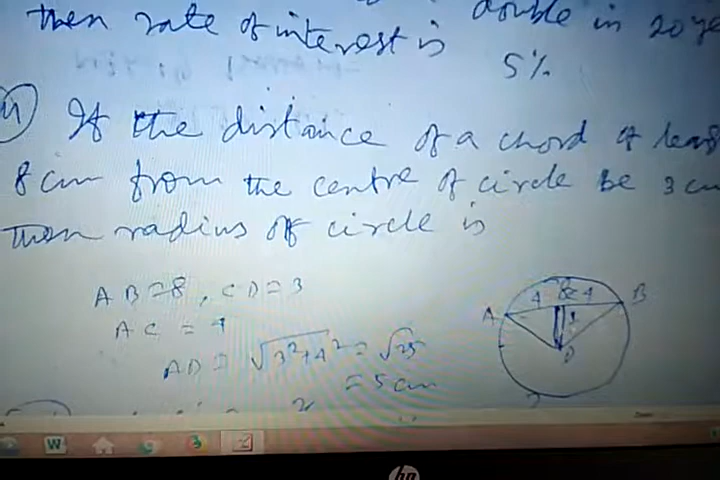 double in 20
then rate of interest is
5%
If the distance of a chord of
8 cm from the centre of circle be 3 cm
then radius of circle is
AB = 8, CD = 3
AC = 4
AD = √3²+4² = √25
= 5 cm
A
4
4
B
3
D
W
hp